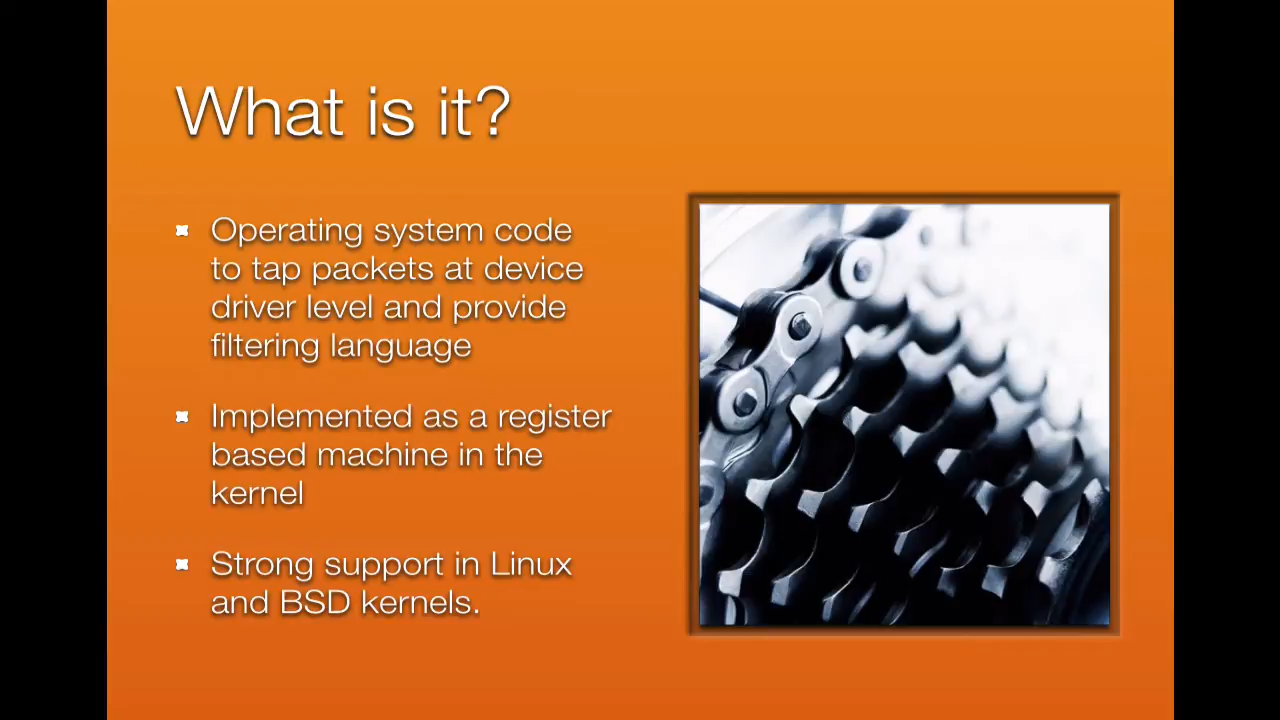 What is it?
Operating system code
to tap packets at device
driver level and provide
filtering language
Implemented as a register
based machine in the
kernel
Strong support in Linux
and BSD kernels.